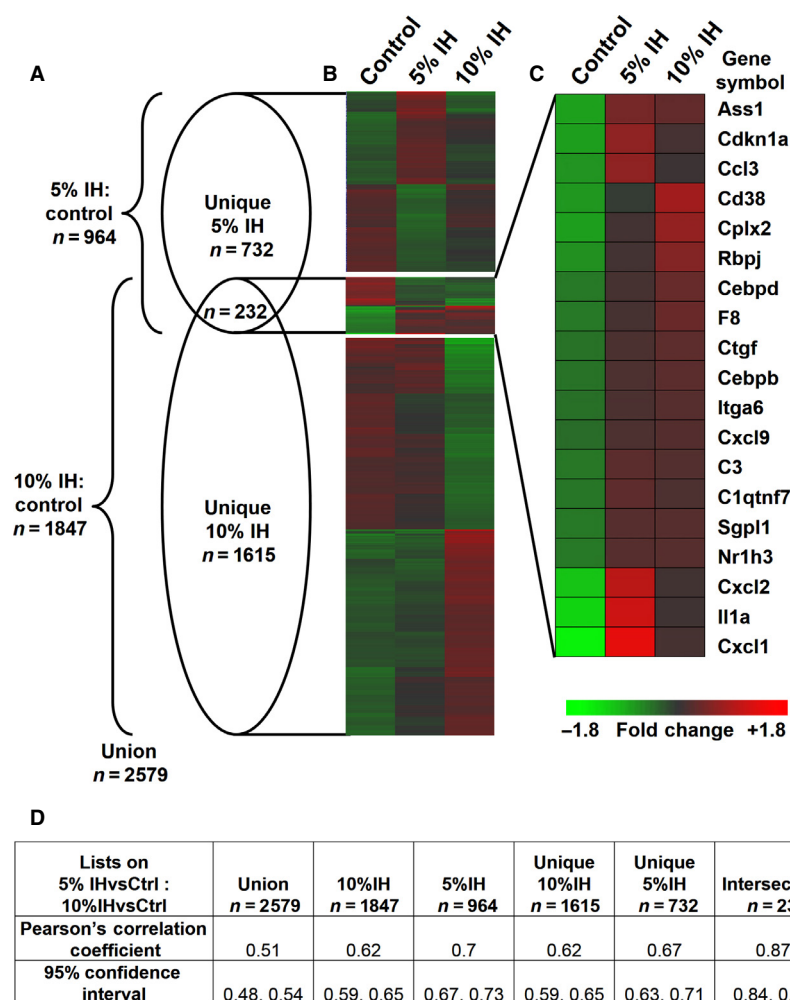 A
B
C
Control
5% IH
10% IH
Control
5% IH
10% IH
Gene
symbol
5% IH:
control
n = 964
Unique
5% IH
n = 732
n = 232
10% IH:
control
n = 1847
Unique
10% IH
n = 1615
Union
n = 2579
Ass1
Cdkn1a
Ccl3
Cd38
Cplx2
Rbpj
Cebpd
F8
Ctgf
Cebpb
Itga6
Cxcl9
C3
C1qtnf7
Sgpl1
Nr1h3
Cxcl2
Il1a
Cxcl1
–1.8 Fold change +1.8
D
Lists on
5% IHvsCtrl :
10%IHvsCtrl
Union
n = 2579
10%IH
n = 1847
5%IH
n = 964
Unique
10%IH
n = 1615
Unique
5%IH
n = 732
Intersec
n = 23
Pearson's correlation
coefficient
0.51
0.62
0.7
0.62
0.67
0.87
95% confidence
interval
0.48, 0.54
0.59, 0.65
0.67, 0.73
0.59, 0.65
0.63, 0.71
0.84, 0.